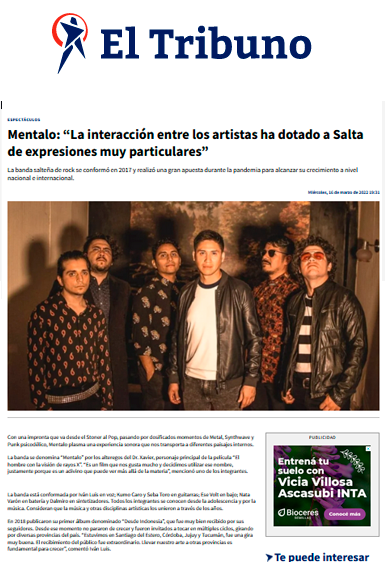 El Tribuno
ESPECTÁCULOS
Mentalo: “La interacción entre los artistas ha dotado a Salta
de expresiones muy particulares”
La banda salteña de rock se conformó en 2017 y realizó una gran apuesta durante la pandemia para alcanzar su crecimiento a nivel
nacional e internacional.
Miércoles, 16 de marzo de 2022 19:31
Con una imprenta que va desde el Stoner al Pop, pasando por dosificados momentos de Metal, Synthwave y
Punk psicodélico, Mentalo plasma una experiencia sonora que nos transporta a diferentes paisajes internos.
La banda se denomina “Mentalo” por los alteregos del Dr. Xavier, personaje principal de la película “El
hombre con la visión de rayos X”. “Es un film que nos gusta mucho y decidimos utilizar ese nombre,
justamente porque es un adivino que puede ver más allá de la materia”, mencionó uno de los integrantes.
La banda está conformada por Iván Luis en voz; Kumo Cary y Seba Toro en guitarras; Ese Volt en bajo; Nata
Varón en batería y Dalmiro en sintetizadores. Todos los integrantes se conocen desde la adolescencia y por la
música. Consideran que la música y otras disciplinas artísticas los unieron a través de los años.
En 2018 publicaron su primer álbum denominado “Desde Indonesia”, que fue muy bien recibido por sus
seguidores. Desde ese momento no pararon de crecer y fueron invitados a tocar en múltiples ciclos, girando
por diversas provincias del país. “Estuvimos en Santiago del Estero, Córdoba, Jujuy y Tucumán, fue una gira
muy buena. El recibimiento del público fue extraordinario. Llevar nuestro arte a otras provincias es
fundamental para crecer”, comentó Iván Luis.
PUBLICIDAD
Entrená tu
suelo con
Vicia Villosa
Ascasubi INTA
Bioceres
SEMILLAS
Conocé más
Te puede interesar